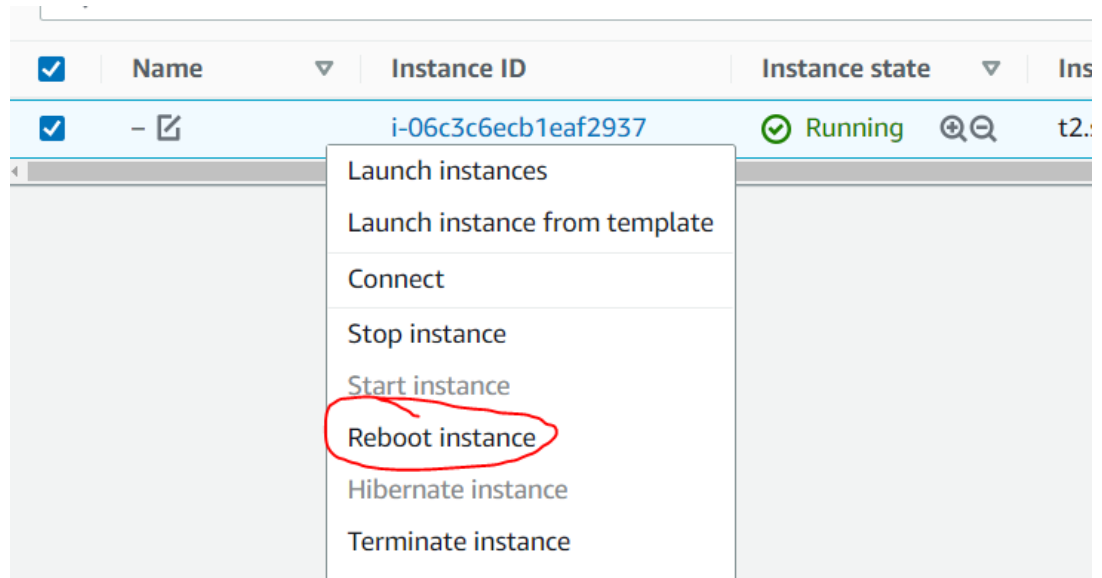 Name Instance ID Instance state Ins
– i-06c3c6ecb1eaf2937 Running t2.s
Launch instances
Launch instance from template
Connect
Stop instance
Start instance
Reboot instance
Hibernate instance
Terminate instance